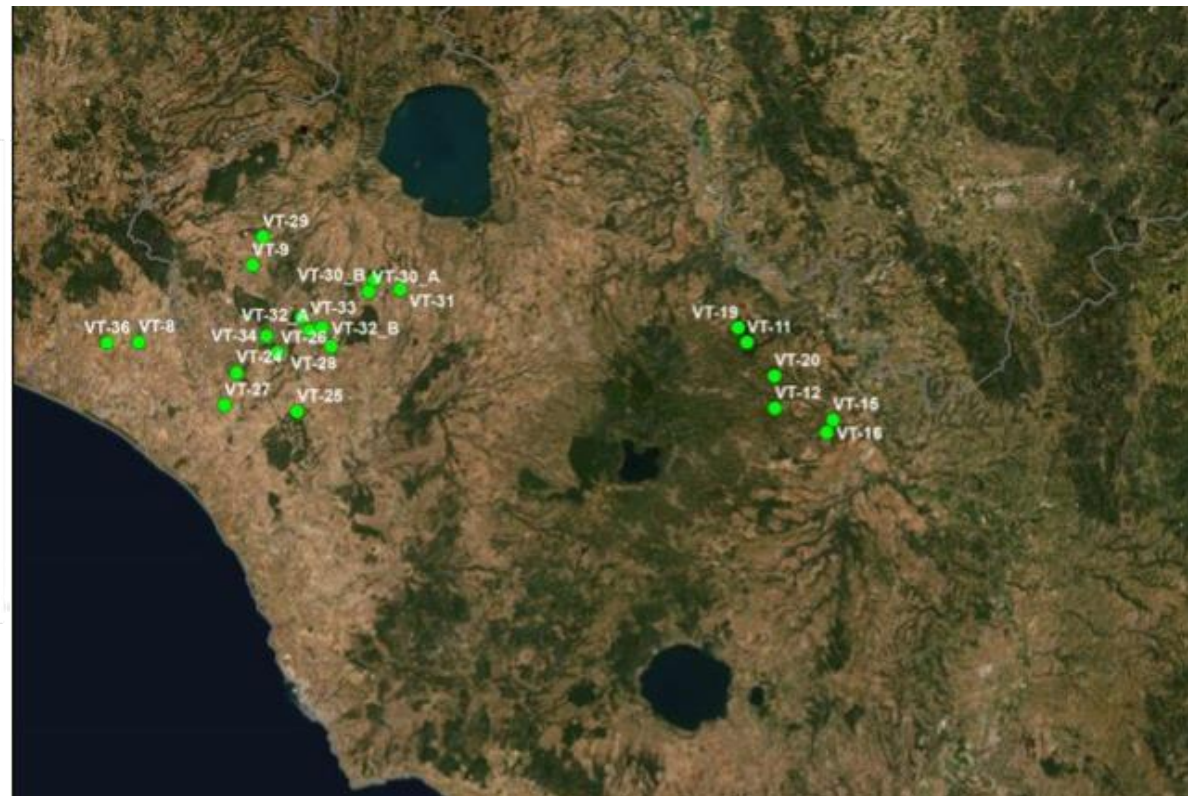 VT-29
VT-9
VT-30_B VT-30_A
VT-31
VT-32_A VT-33
VT-36 VT-8
VT-34 VT-26 VT-32_B
VT-24 VT-28
VT-27
VT-25
VT-19
VT-11
VT-20
VT-12
VT-15
VT-16